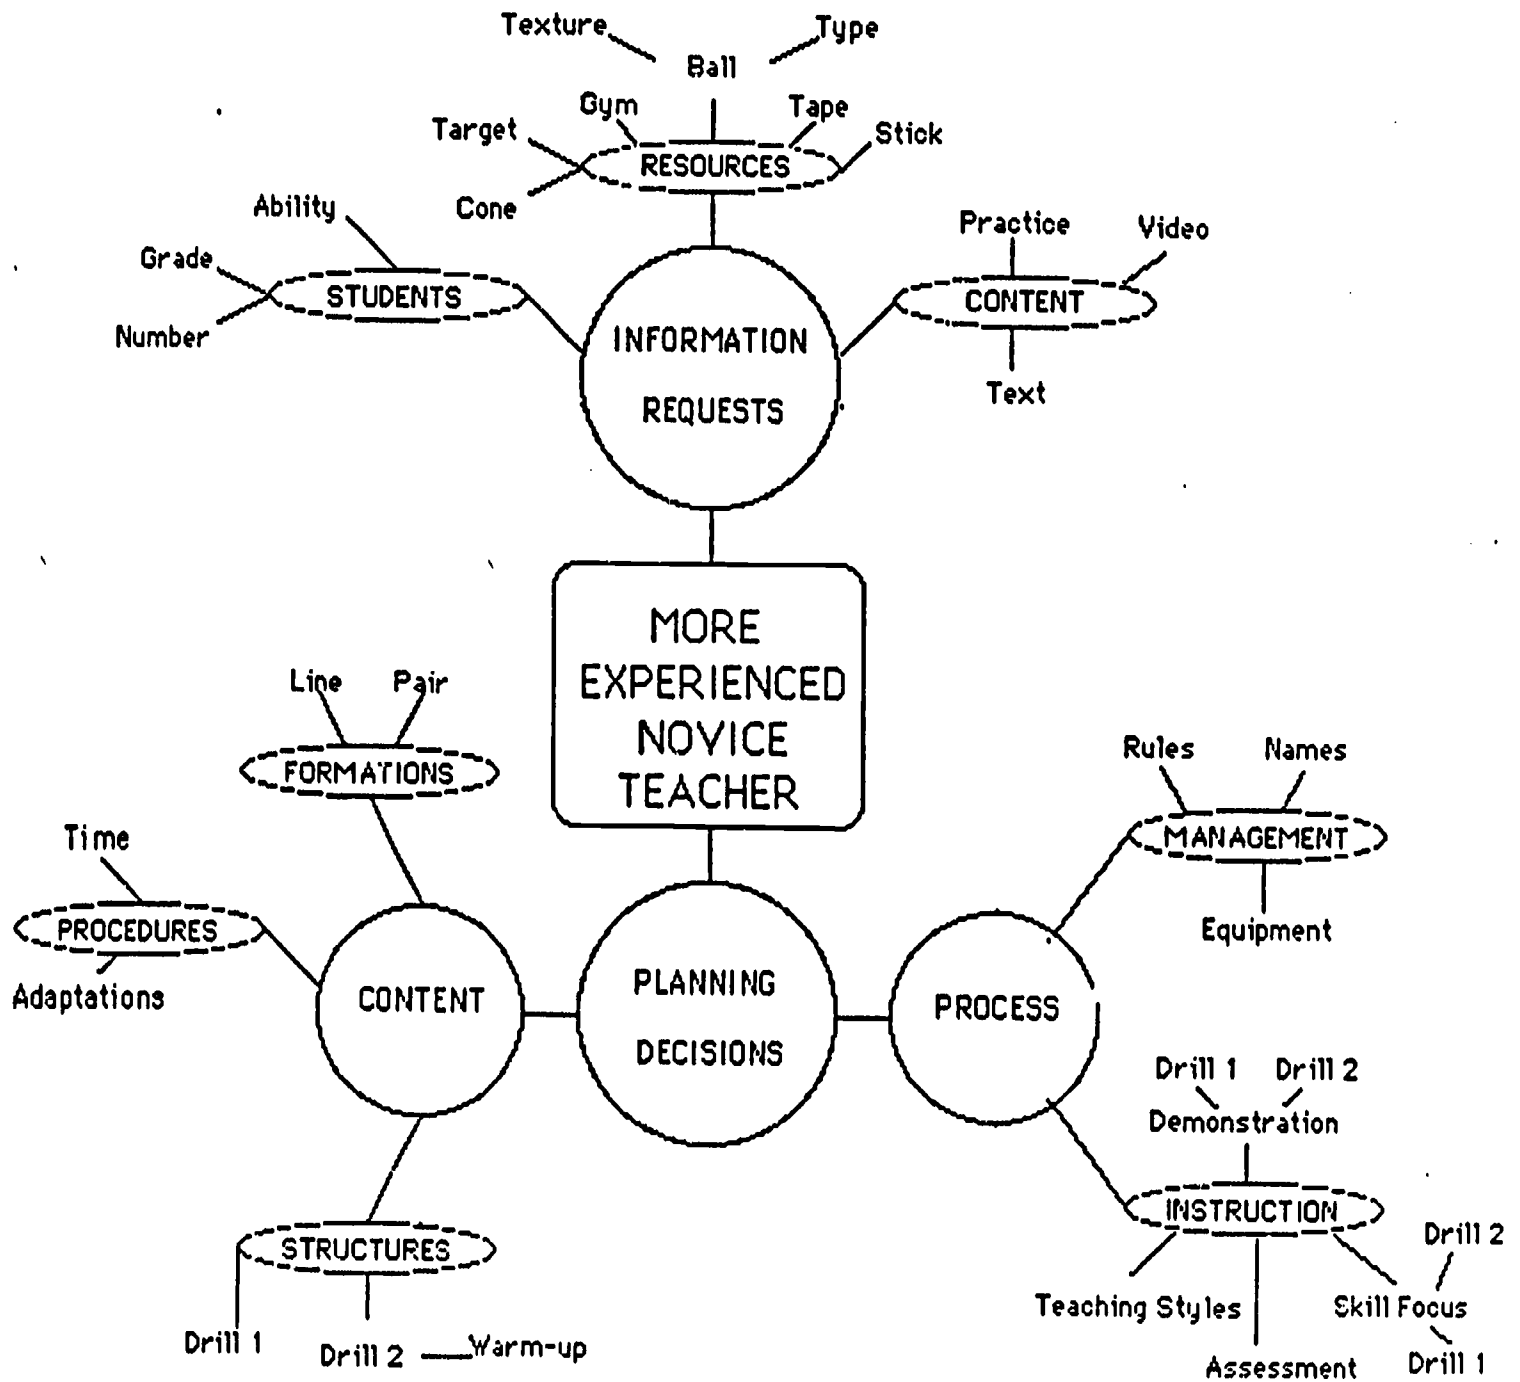 Texture
Type
Ball
Gym
Tape
Target
Stick
RESOURCES
Cone
Ability
Practice
Video
Grade
STUDENTS
CONTENT
Number
INFORMATION
REQUESTS
Text
MORE
EXPERIENCED
NOVICE
TEACHER
Line
Pair
FORMATIONS
Rules
Names
MANAGEMENT
Equipment
Time
PROCEDURES
Adaptations
CONTENT
PLANNING
DECISIONS
PROCESS
Drill 1
Drill 2
Demonstration
INSTRUCTION
Drill 2
Teaching Styles
Skill Focus
Assessment
Drill 1
STRUCTURES
Drill 1
Drill 2
Warm-up